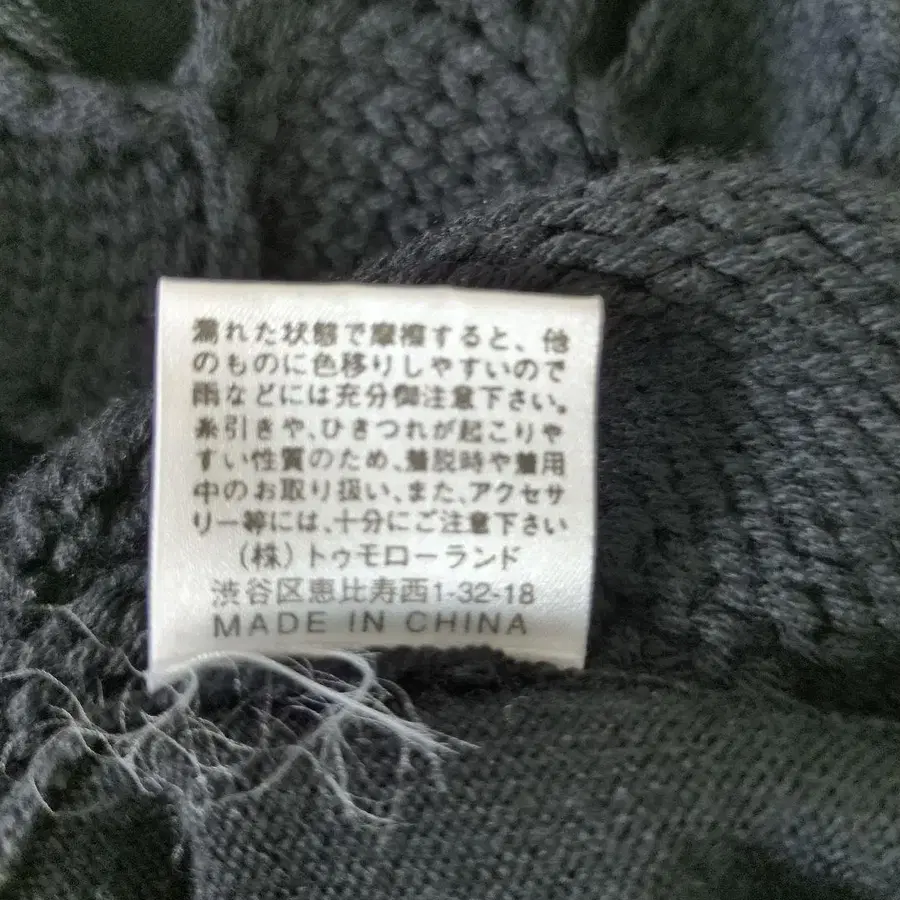 漏れた状態で摩擦すると、他
のものに色移りしやすいので
雨などには充分御注意下さい。
糸引きや、ひきつれが起こりや
すい性質のため、着脱時や着用
中のお取り扱い、また、アクセサ
リー等には、十分にご注意下さい
(株)トゥモローランド
渋谷区恵比寿西1-32-18
MADE IN CHINA